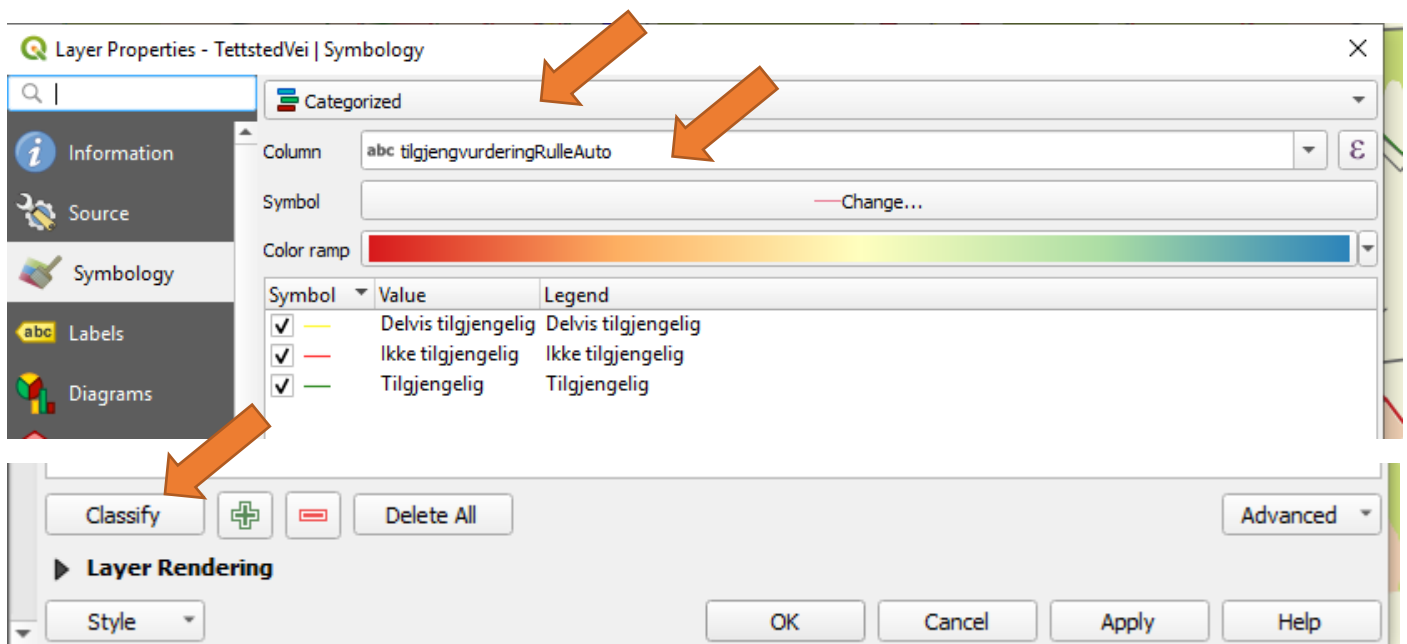 Layer Properties - TettstedVei | Symbology
Categorized
Information
Column abc tilgjengvurderingRulleAuto ε
Source
Symbol Change...
Color ramp
Symbology
Symbol Value Legend
Delvis tilgjengelig Delvis tilgjengelig
abc Labels
Ikke tilgjengelig Ikke tilgjengelig
Tilgjengelig Tilgjengelig
Diagrams
Classify Delete All Advanced
Layer Rendering
Style OK Cancel Apply Help